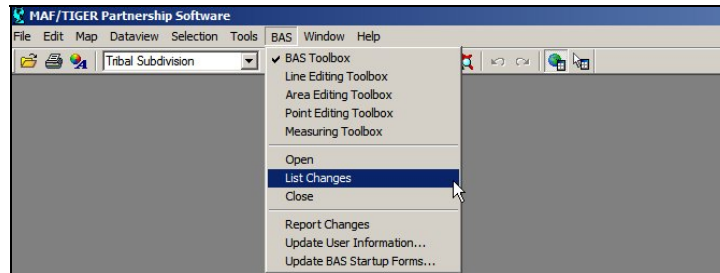 MAF/TIGER Partnership Software
File Edit Map Dataview Selection Tools BAS Window Help
Tribal Subdivision
BAS Toolbox
Line Editing Toolbox
Area Editing Toolbox
Point Editing Toolbox
Measuring Toolbox
Open
List Changes
Close
Report Changes
Update User Information...
Update BAS Startup Forms...